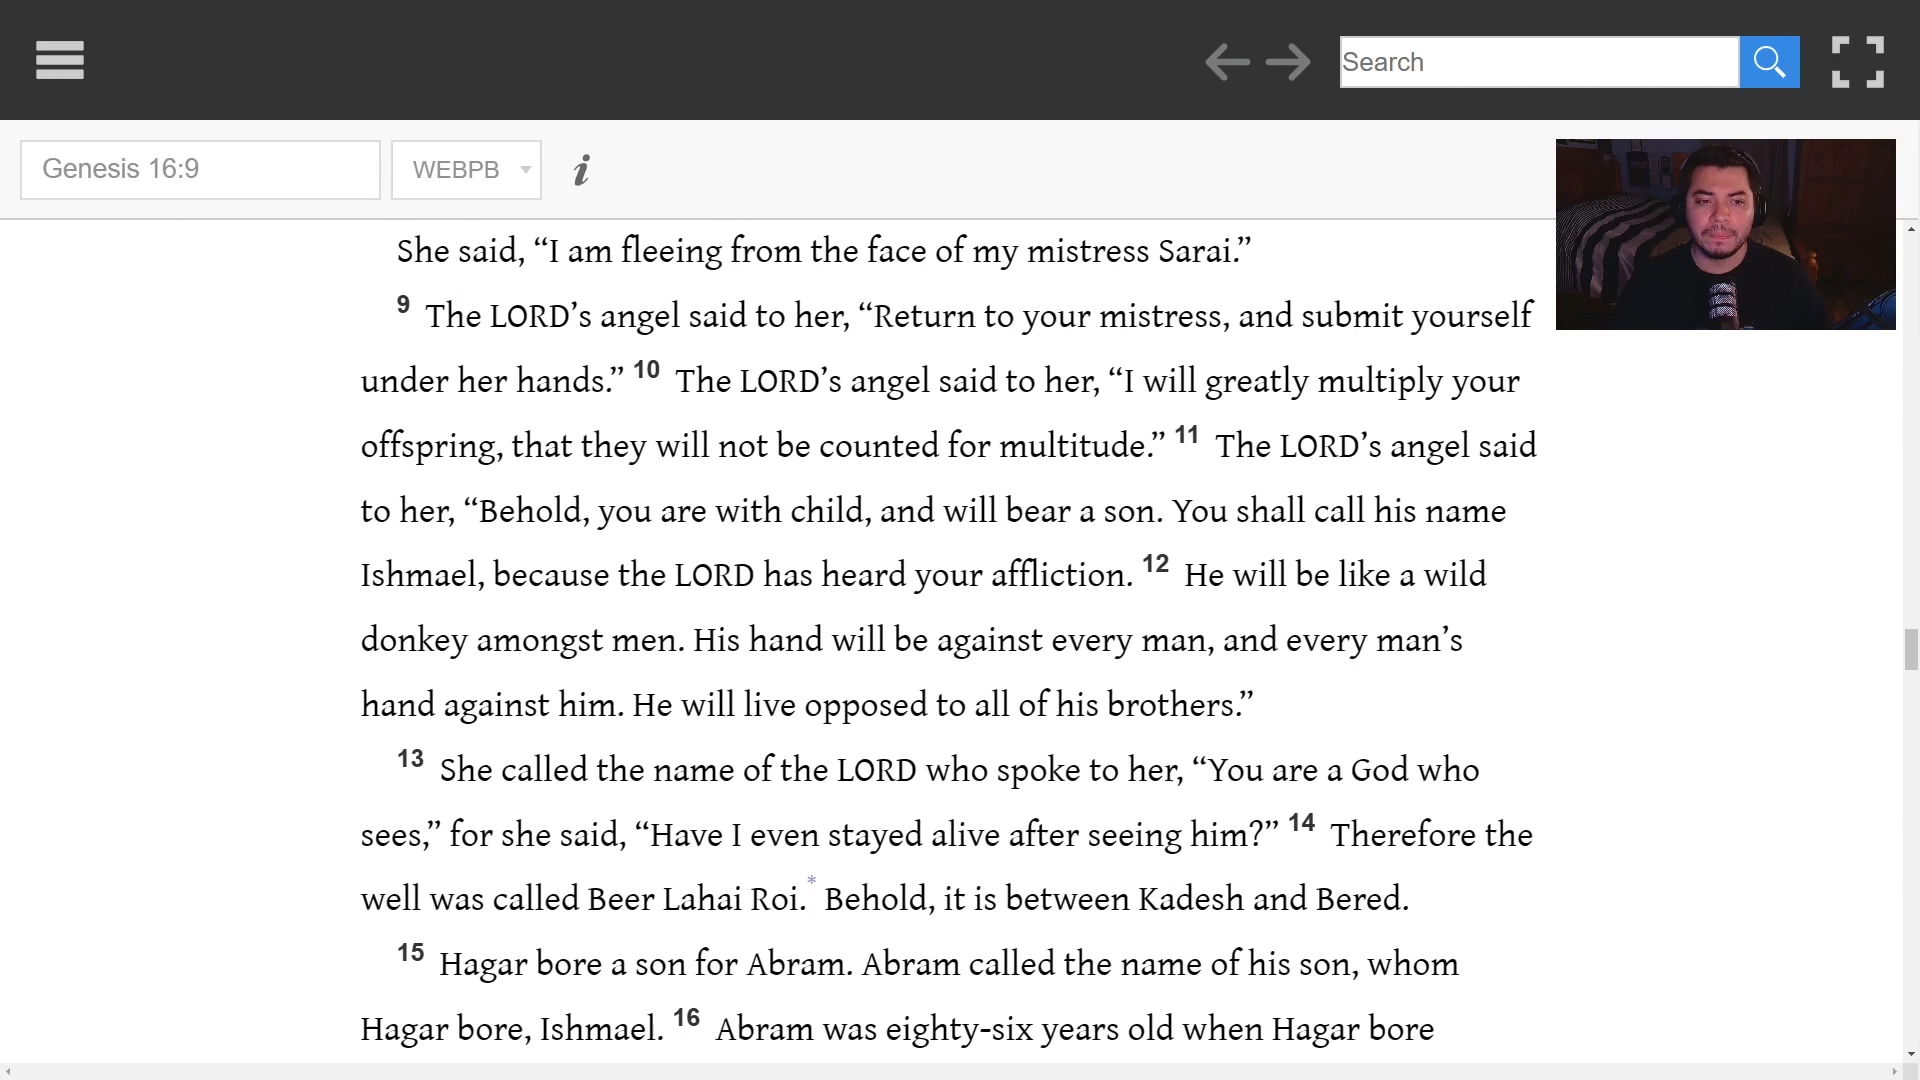 Search
Genesis 16:9
WEBPB
i
She said, “I am fleeing from the face of my mistress Sarai.”
9 The LORD’s angel said to her, “Return to your mistress, and submit yourself
under her hands.” 10 The LORD’s angel said to her, “I will greatly multiply your
offspring, that they will not be counted for multitude.” 11 The LORD’s angel said
to her, “Behold, you are with child, and will bear a son. You shall call his name
Ishmael, because the LORD has heard your affliction. 12 He will be like a wild
donkey amongst men. His hand will be against every man, and every man’s
hand against him. He will live opposed to all of his brothers.”
13 She called the name of the LORD who spoke to her, “You are a God who
sees,” for she said, “Have I even stayed alive after seeing him?” 14 Therefore the
well was called Beer Lahai Roi.* Behold, it is between Kadesh and Bered.
15 Hagar bore a son for Abram. Abram called the name of his son, whom
Hagar bore, Ishmael. 16 Abram was eighty-six years old when Hagar bore